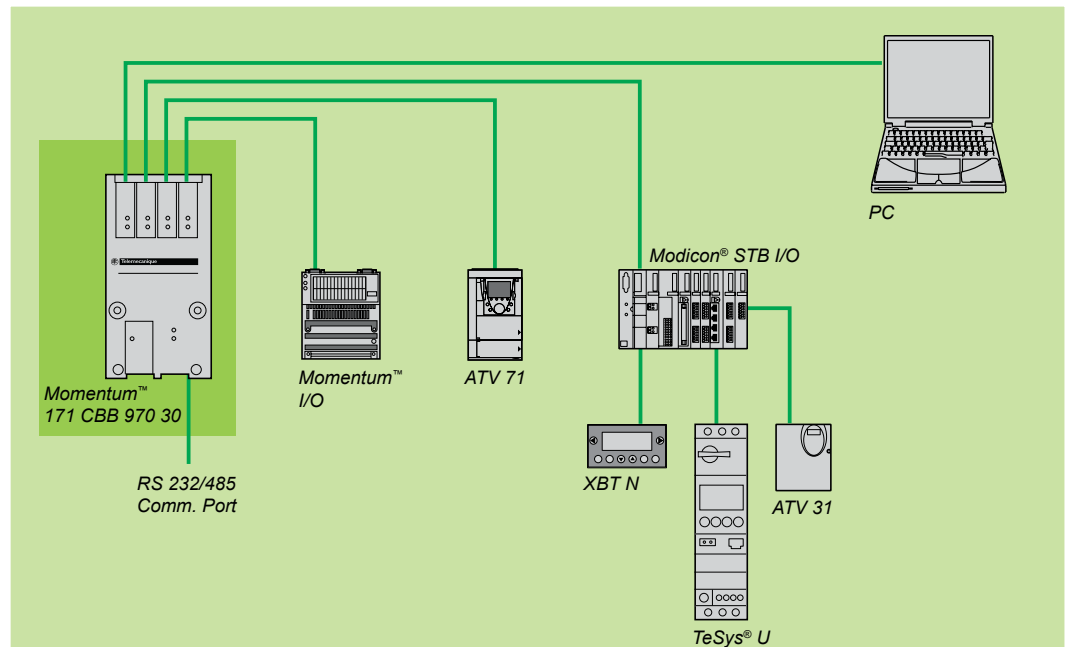 PC
Modicon® STB I/O
Telemecanique
Momentum™
I/O
ATV 71
Momentum™
171 CBB 970 30
RS 232/485
Comm. Port
XBT N
ATV 31
TeSys® U